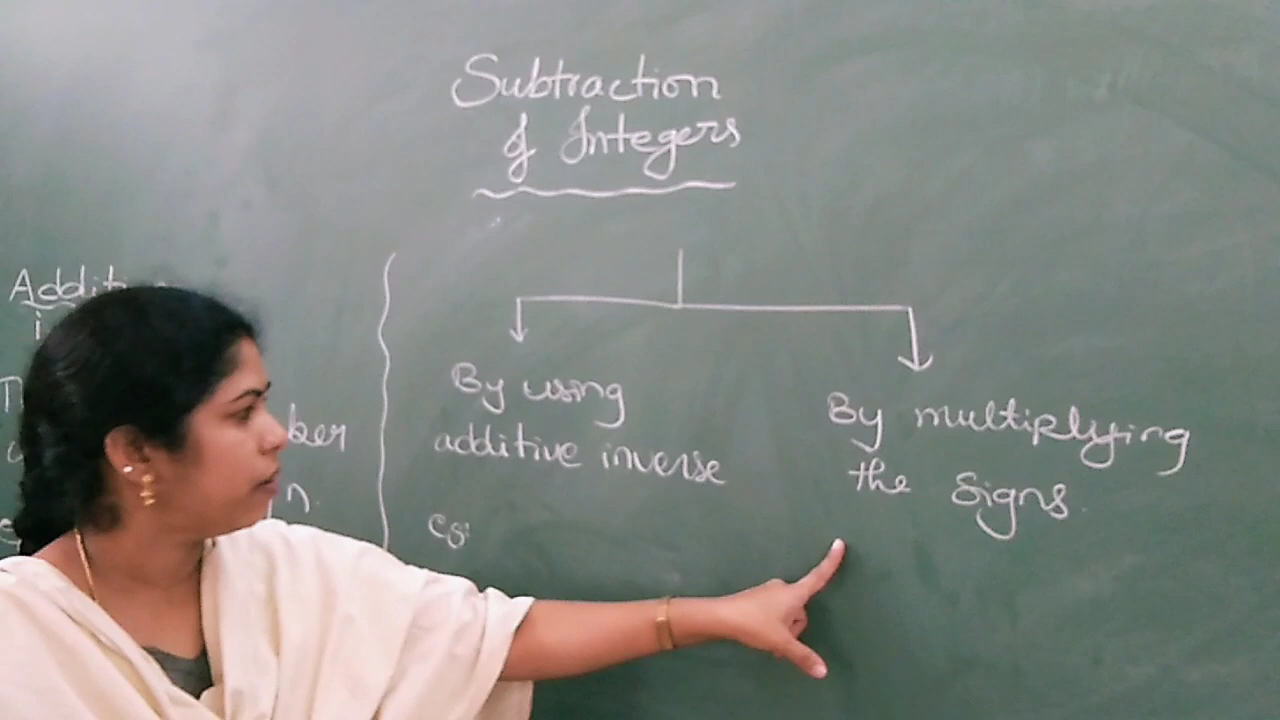 Subtraction
of Integers
By using
additive inverse
By multiplying
the signs.